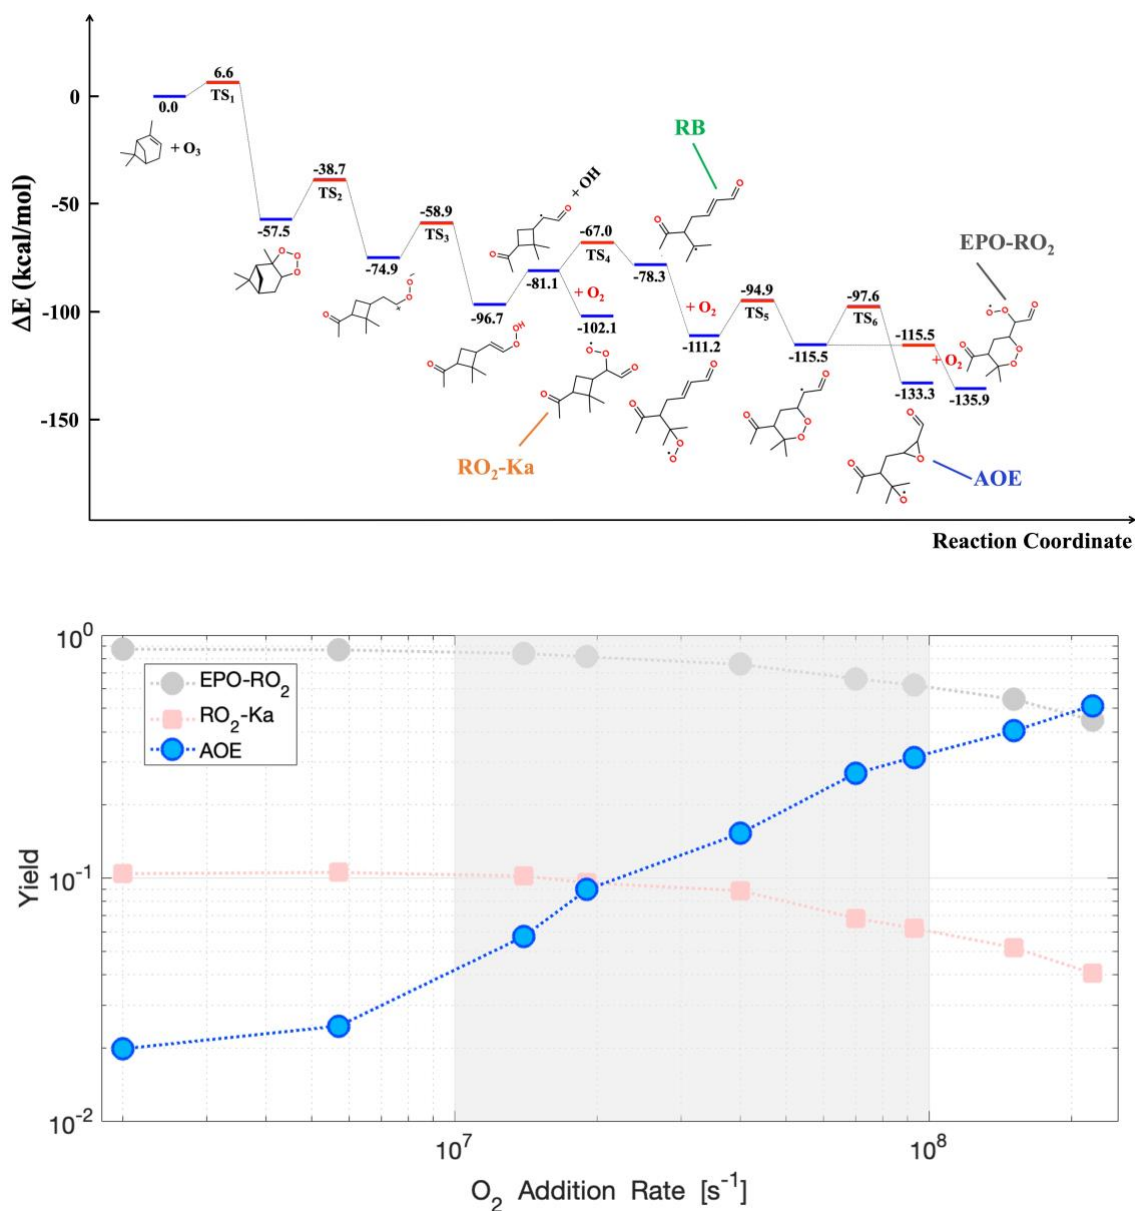 ΔE (kcal/mol)
0
-50
-100
-150
6.6
TS1
0.0
+ O3
-57.5
-38.7
TS2
-74.9
-58.9
TS3
-96.7
+ OH
-81.1
-67.0
TS4
+ O2
-102.1
RO2-Ka
RB
-78.3
+ O2
-111.2
-94.9
TS5
-115.5
-97.6
TS6
-115.5
+ O2
-133.3
-135.9
EPO-RO2
AOE
Reaction Coordinate
EPO-RO2
RO2-Ka
AOE
Yield
10^0
10^-1
10^-2
10^7
10^8
O2 Addition Rate [s^-1]